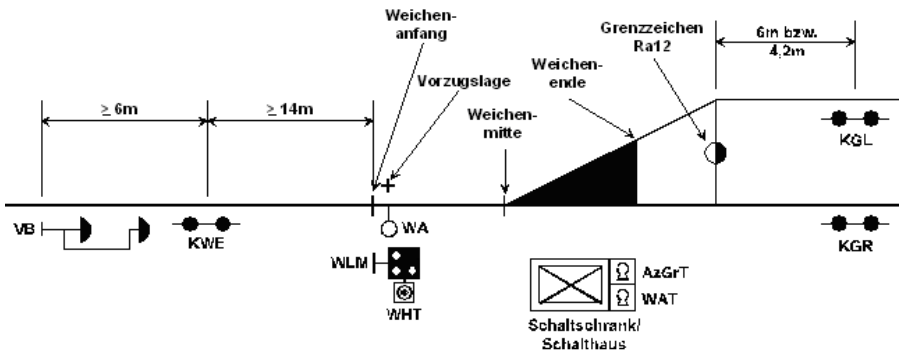 Weichen-
anfang
Vorzugslage
Weichen-
ende
Weichen-
mitte
Grenzzeichen
Ra12
6m bzw.
4,2m
≥ 6m
≥ 14m
KGL
VB
KWE
WA
KGR
WLM
WHT
AzGrT
WAT
Schaltschrank/
Schalthaus